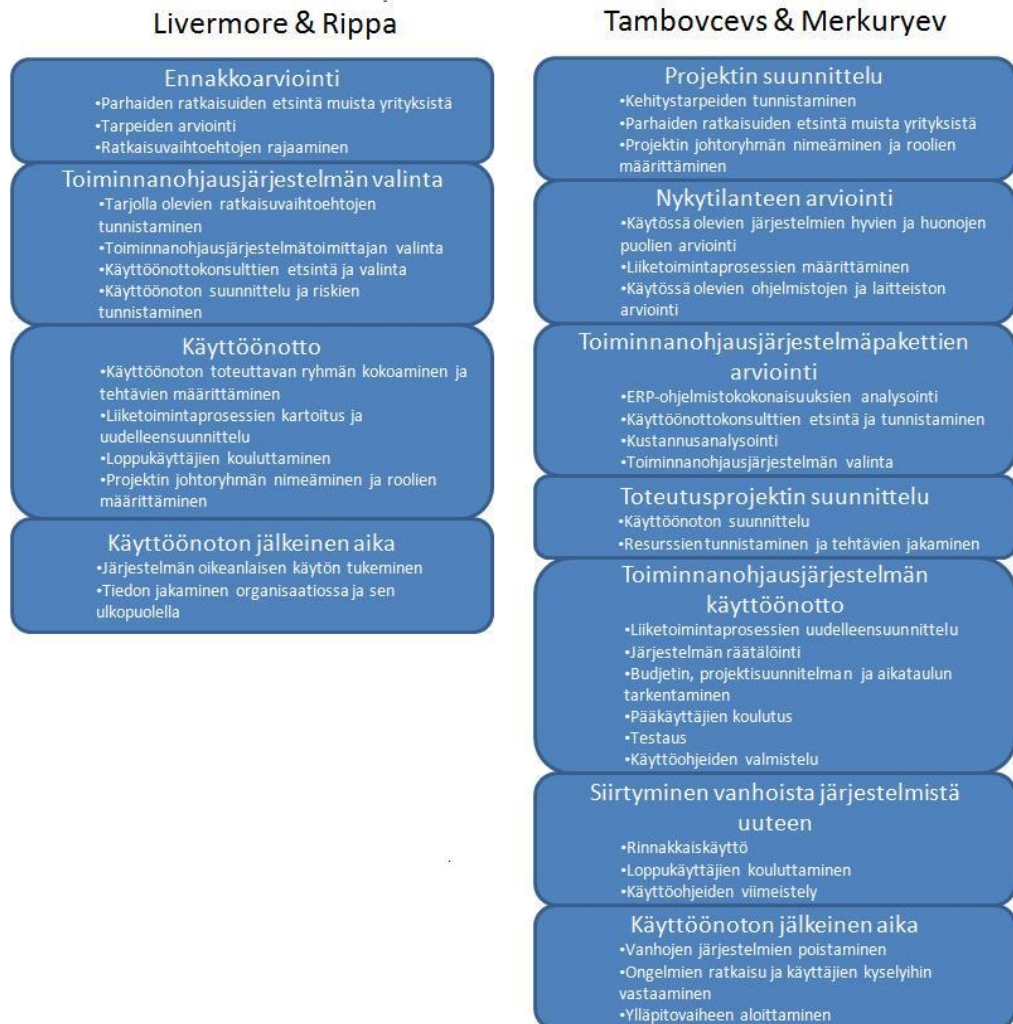 Livermore & Rippa
Ennakkoarviointi
•Parhaiden ratkaisuiden etsintä muista yrityksistä
•Tarpeiden arviointi
•Ratkaisuvaihtoehtojen rajaaminen
Toiminnanohjausjärjestelmän valinta
•Tarjolla olevien ratkaisuvaihtoehtojen
tunnistaminen
•Toiminnanohjausjärjestelmätoimittajan valinta
•Käyttöönottokonsulttien etsintä ja valinta
•Käyttöönoton suunnittelu ja riskien
tunnistaminen
Käyttöönotto
•Käyttöönoton toteuttavan ryhmän kokoaminen ja
tehtävien määrittäminen
•Liiketoimintaprosessien kartoitus ja
uudelleensuunnittelu
•Loppukäyttäjien kouluttaminen
•Projektin johtoryhmän nimeäminen ja roolien
määrittäminen
Käyttöönoton jälkeinen aika
•Järjestelmän oikeanlaisen käytön tukeminen
•Tiedon jakaminen organisaatiossa ja sen
ulkopuolella
Tambovcevs & Merkuryev
Projektin suunnittelu
•Kehitystarpeiden tunnistaminen
•Parhaiden ratkaisuiden etsintä muista yrityksistä
•Projektin johtoryhmän nimeäminen ja roolien
määrittäminen
Nykytilanteen arviointi
•Käytössä olevien järjestelmien hyvien ja huonojen
puolien arviointi
•Liiketoimintaprosessien määrittäminen
•Käytössä olevien ohjelmistojen ja laitteiston
arviointi
Toiminnanohjausjärjestelmäpakettien
arviointi
•ERP-ohjelmistokokonaisuuksien analysointi
•Käyttöönottokonsulttien etsintä ja tunnistaminen
•Kustannusanalysointi
•Toiminnanohjausjärjestelmän valinta
Toteutusprojektin suunnittelu
•Käyttöönoton suunnittelu
•Resurssien tunnistaminen ja tehtävien jakaminen
Toiminnanohjausjärjestelmän
käyttöönotto
•Liiketoimintaprosessien uudelleensuunnittelu
•Järjestelmän räätälöinti
•Budjetin, projektisuunnitelman ja aikataulun
tarkentaminen
•Pääkäyttäjien koulutus
•Testaus
•Käyttöohjeiden valmistelu
Siirtyminen vanhoista järjestelmistä
uuteen
•Rinnakkaiskäyttö
•Loppukäyttäjien kouluttaminen
•Käyttöohjeiden viimeistely
Käyttöönoton jälkeinen aika
•Vanhojen järjestelmien poistaminen
•Ongelmien ratkaisu ja käyttäjien kyselyihin
vastaaminen
•Ylläpitovaiheen aloittaminen